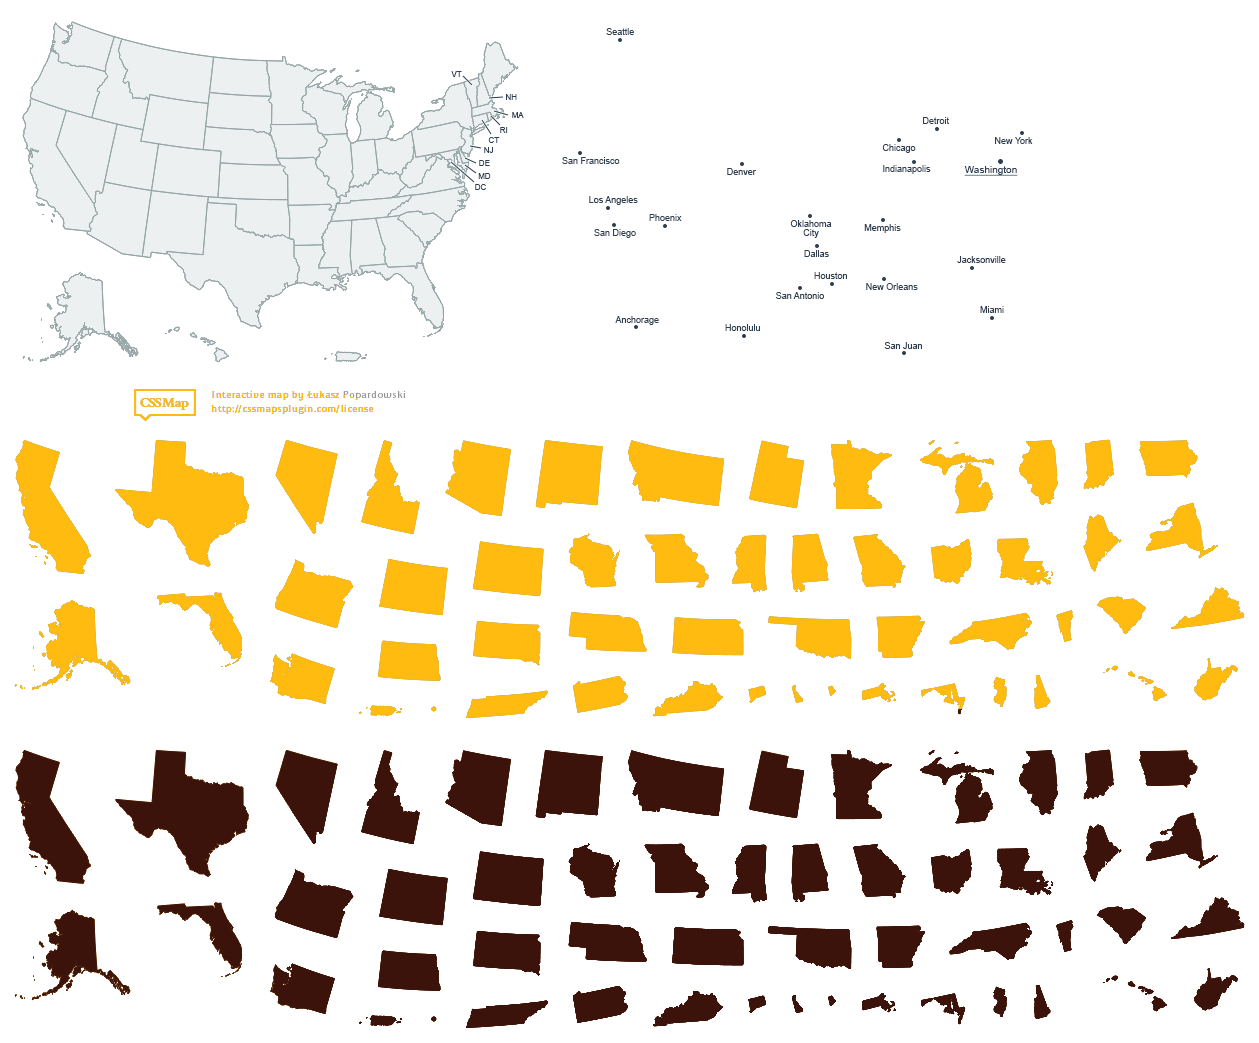 VT
NH
MA
RI
CT
NJ
DE
MD
DC
Seattle
Detroit
New York
Chicago
San Francisco
Indianapolis
Washington
Denver
Los Angeles
Phoenix
Oklahoma
City
San Diego
Memphis
Dallas
Jacksonville
Houston
New Orleans
San Antonio
Miami
Anchorage
Honolulu
San Juan
CSSMap
Interactive map by Łukasz Popardowski
http://cssmapsplugin.com/license